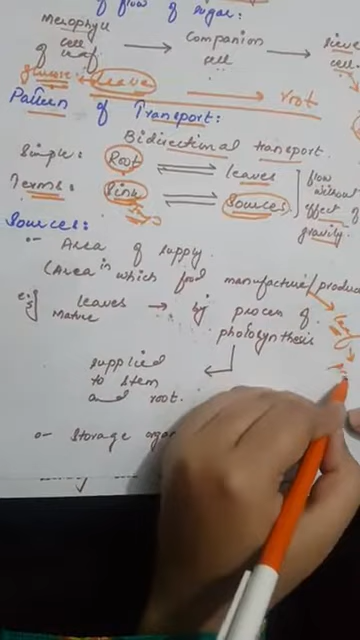 of flow of sugar:
Mesophyll cell of leaf → Companion cell → sieve cell
glucose leave → root
Pattern of Transport:
Bidirectional transport.
Simple: Root ⇌ leaves
flow without effect of gravity.
Terms: Sink ⇌ Sources
Sources:
Area of supply.
(Area in which food manufacture/produce
e.g] leaves → by process of
Mature photosynthesis
supplied
to stem
and root.
Storage organ